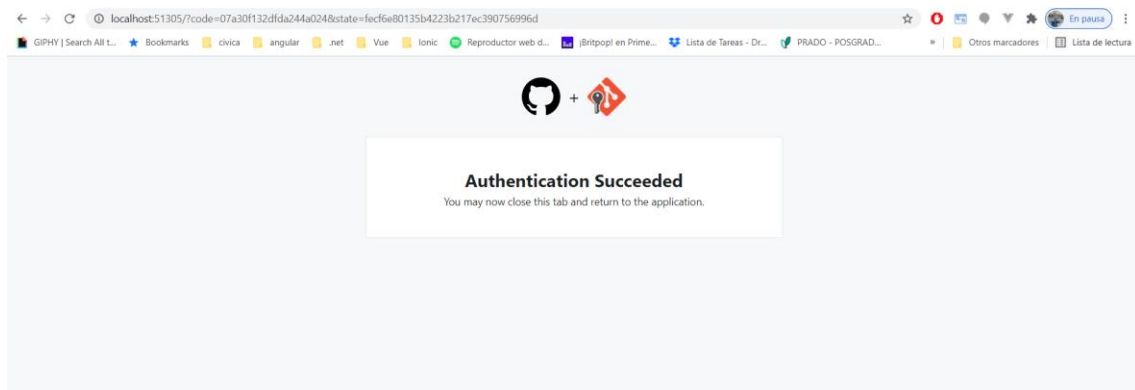 localhost:51305/?code=07a30f132dfda244a024&state=fecf6e80135b4223b217ec390756996d
En pausa
GIPHY | Search All t... Bookmarks civica angular .net Vue Ionic Reproductor web d... ¡Britpop! en Prime... Lista de Tareas - Dr... PRADO - POSGRAD... » Otros marcadores Lista de lectura
+
Authentication Succeeded
You may now close this tab and return to the application.